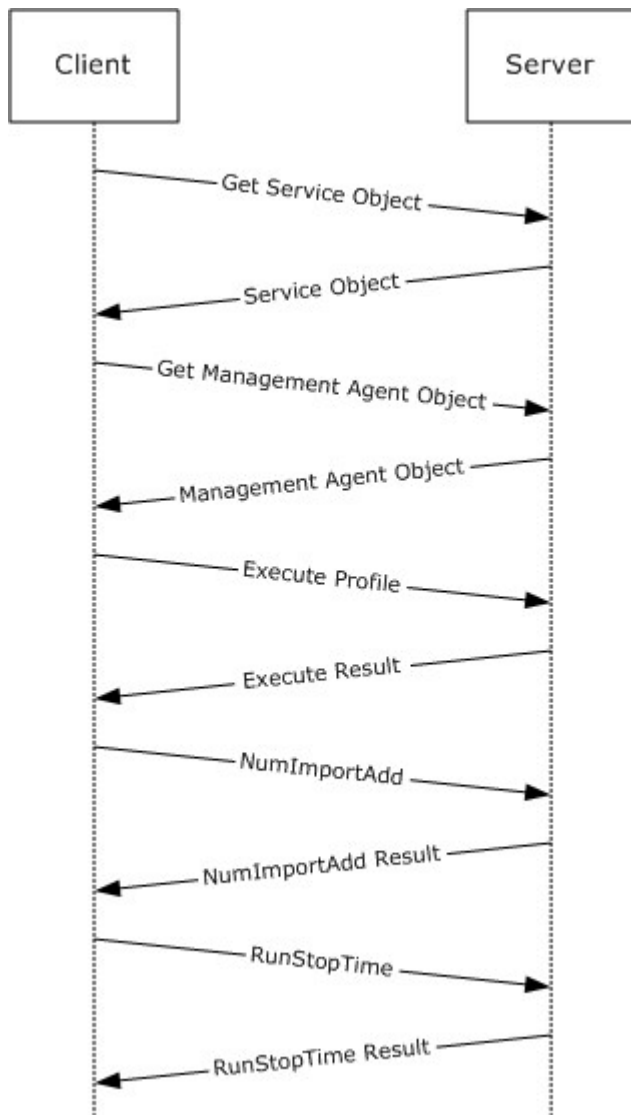 Client
Server
Get Service Object
Service Object
Get Management Agent Object
Management Agent Object
Execute Profile
Execute Result
NumImportAdd
NumImportAdd Result
RunStopTime
RunStopTime Result